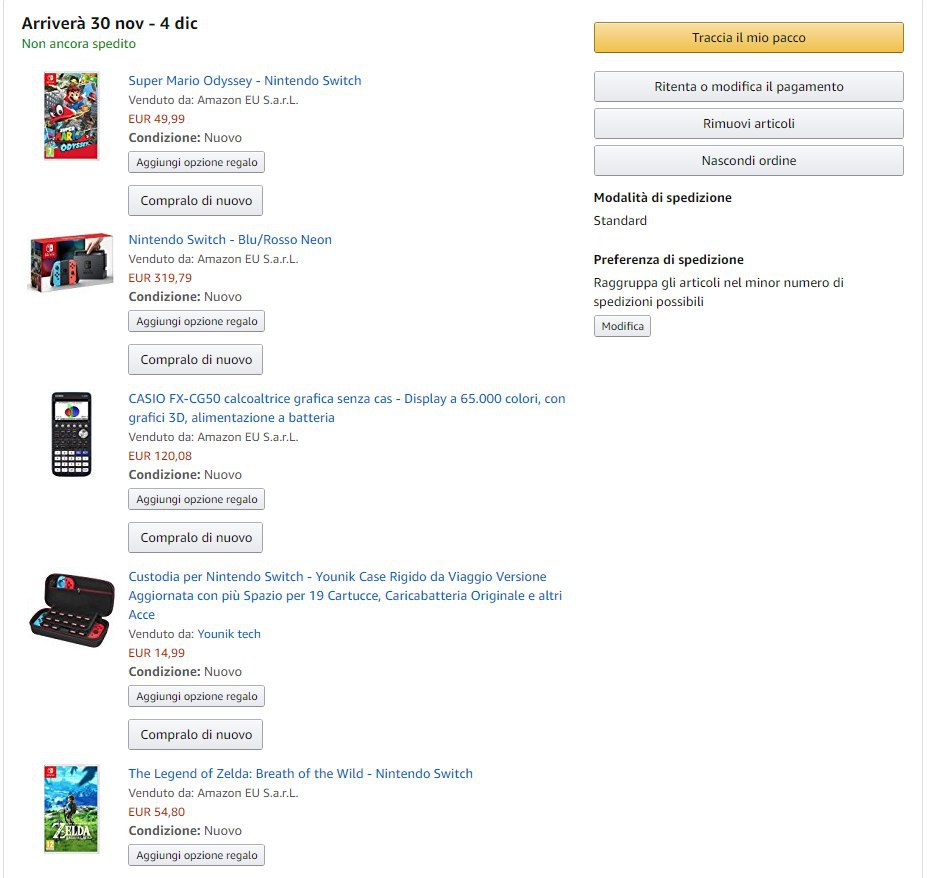 Arriverà 30 nov - 4 dic
Non ancora spedito
Super Mario Odyssey - Nintendo Switch
Venduto da: Amazon EU S.a.r.L.
EUR 49,99
Condizione: Nuovo
Aggiungi opzione regalo
Compralo di nuovo
Nintendo Switch - Blu/Rosso Neon
Venduto da: Amazon EU S.a.r.L.
EUR 319,79
Condizione: Nuovo
Aggiungi opzione regalo
Compralo di nuovo
CASIO FX-CG50 calcoaltrice grafica senza cas - Display a 65.000 colori, con
grafici 3D, alimentazione a batteria
Venduto da: Amazon EU S.a.r.L.
EUR 120,08
Condizione: Nuovo
Aggiungi opzione regalo
Compralo di nuovo
Custodia per Nintendo Switch - Younik Case Rigido da Viaggio Versione
Aggiornata con più Spazio per 19 Cartucce, Caricabatteria Originale e altri
Acce
Venduto da: Younik tech
EUR 14,99
Condizione: Nuovo
Aggiungi opzione regalo
Compralo di nuovo
ZELDA
The Legend of Zelda: Breath of the Wild - Nintendo Switch
Venduto da: Amazon EU S.a.r.L.
EUR 54,80
Condizione: Nuovo
Aggiungi opzione regalo
Traccia il mio pacco
Ritenta o modifica il pagamento
Rimuovi articoli
Nascondi ordine
Modalità di spedizione
Standard
Preferenza di spedizione
Raggruppa gli articoli nel minor numero di
spedizioni possibili
Modifica